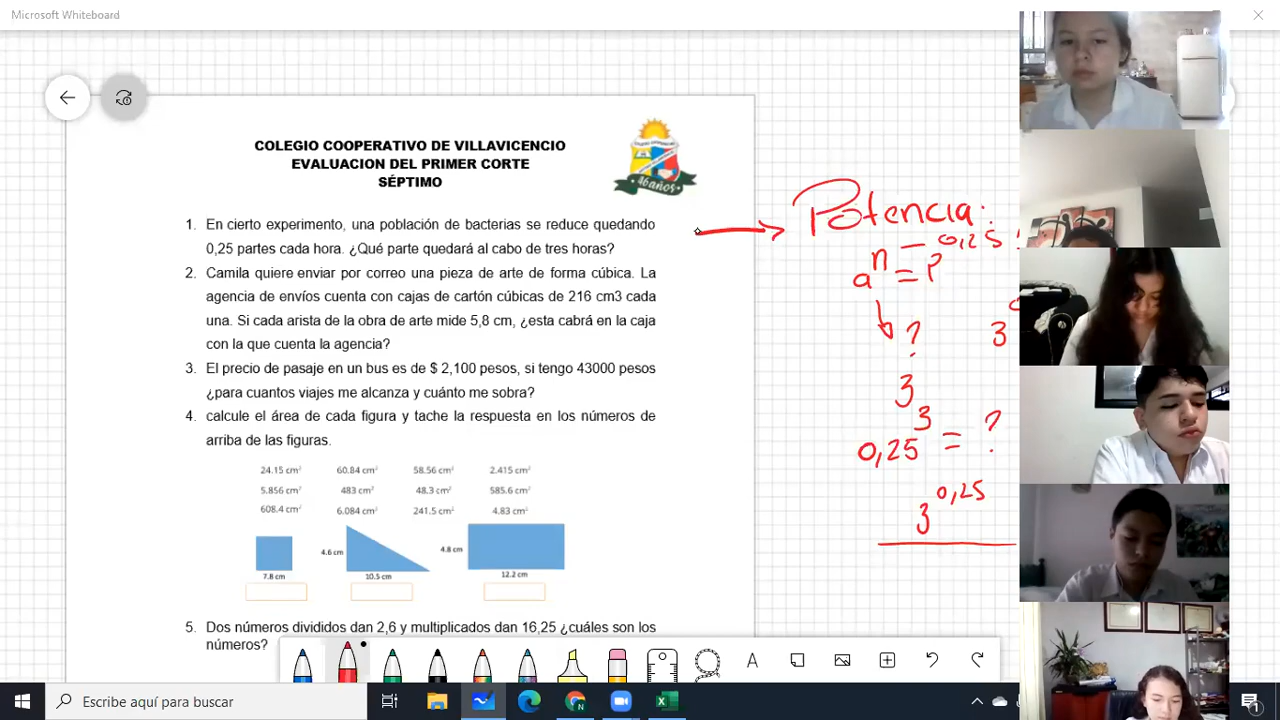 Microsoft Whiteboard
COLEGIO COOPERATIVO DE VILLAVICENCIO
EVALUACION DEL PRIMER CORTE
SÉPTIMO
46 años
1. En cierto experimento, una población de bacterias se reduce quedando
0,25 partes cada hora. ¿Qué parte quedará al cabo de tres horas?
2. Camila quiere enviar por correo una pieza de arte de forma cúbica. La
agencia de envíos cuenta con cajas de cartón cúbicas de 216 cm3 cada
una. Si cada arista de la obra de arte mide 5,8 cm, ¿esta cabrá en la caja
con la que cuenta la agencia?
3. El precio de pasaje en un bus es de $ 2,100 pesos, si tengo 43000 pesos
¿para cuantos viajes me alcanza y cuánto me sobra?
4. calcule el área de cada figura y tache la respuesta en los números de
arriba de las figuras.
24.15 cm² 60.84 cm² 58.56 cm² 2.415 cm²
5.856 cm² 483 cm² 48.3 cm² 585.6 cm²
608.4 cm² 6.084 cm² 241.5 cm² 4.83 cm²
4.6 cm 4.8 cm
7.8 cm 10.5 cm 12.2 cm
5. Dos números divididos dan 2,6 y multiplicados dan 16,25 ¿cuáles son los
números?
Potencia:
— 0,25
aⁿ = ?
? 3
3
0,25³ = ?
3^0,25
Escribe aquí para buscar